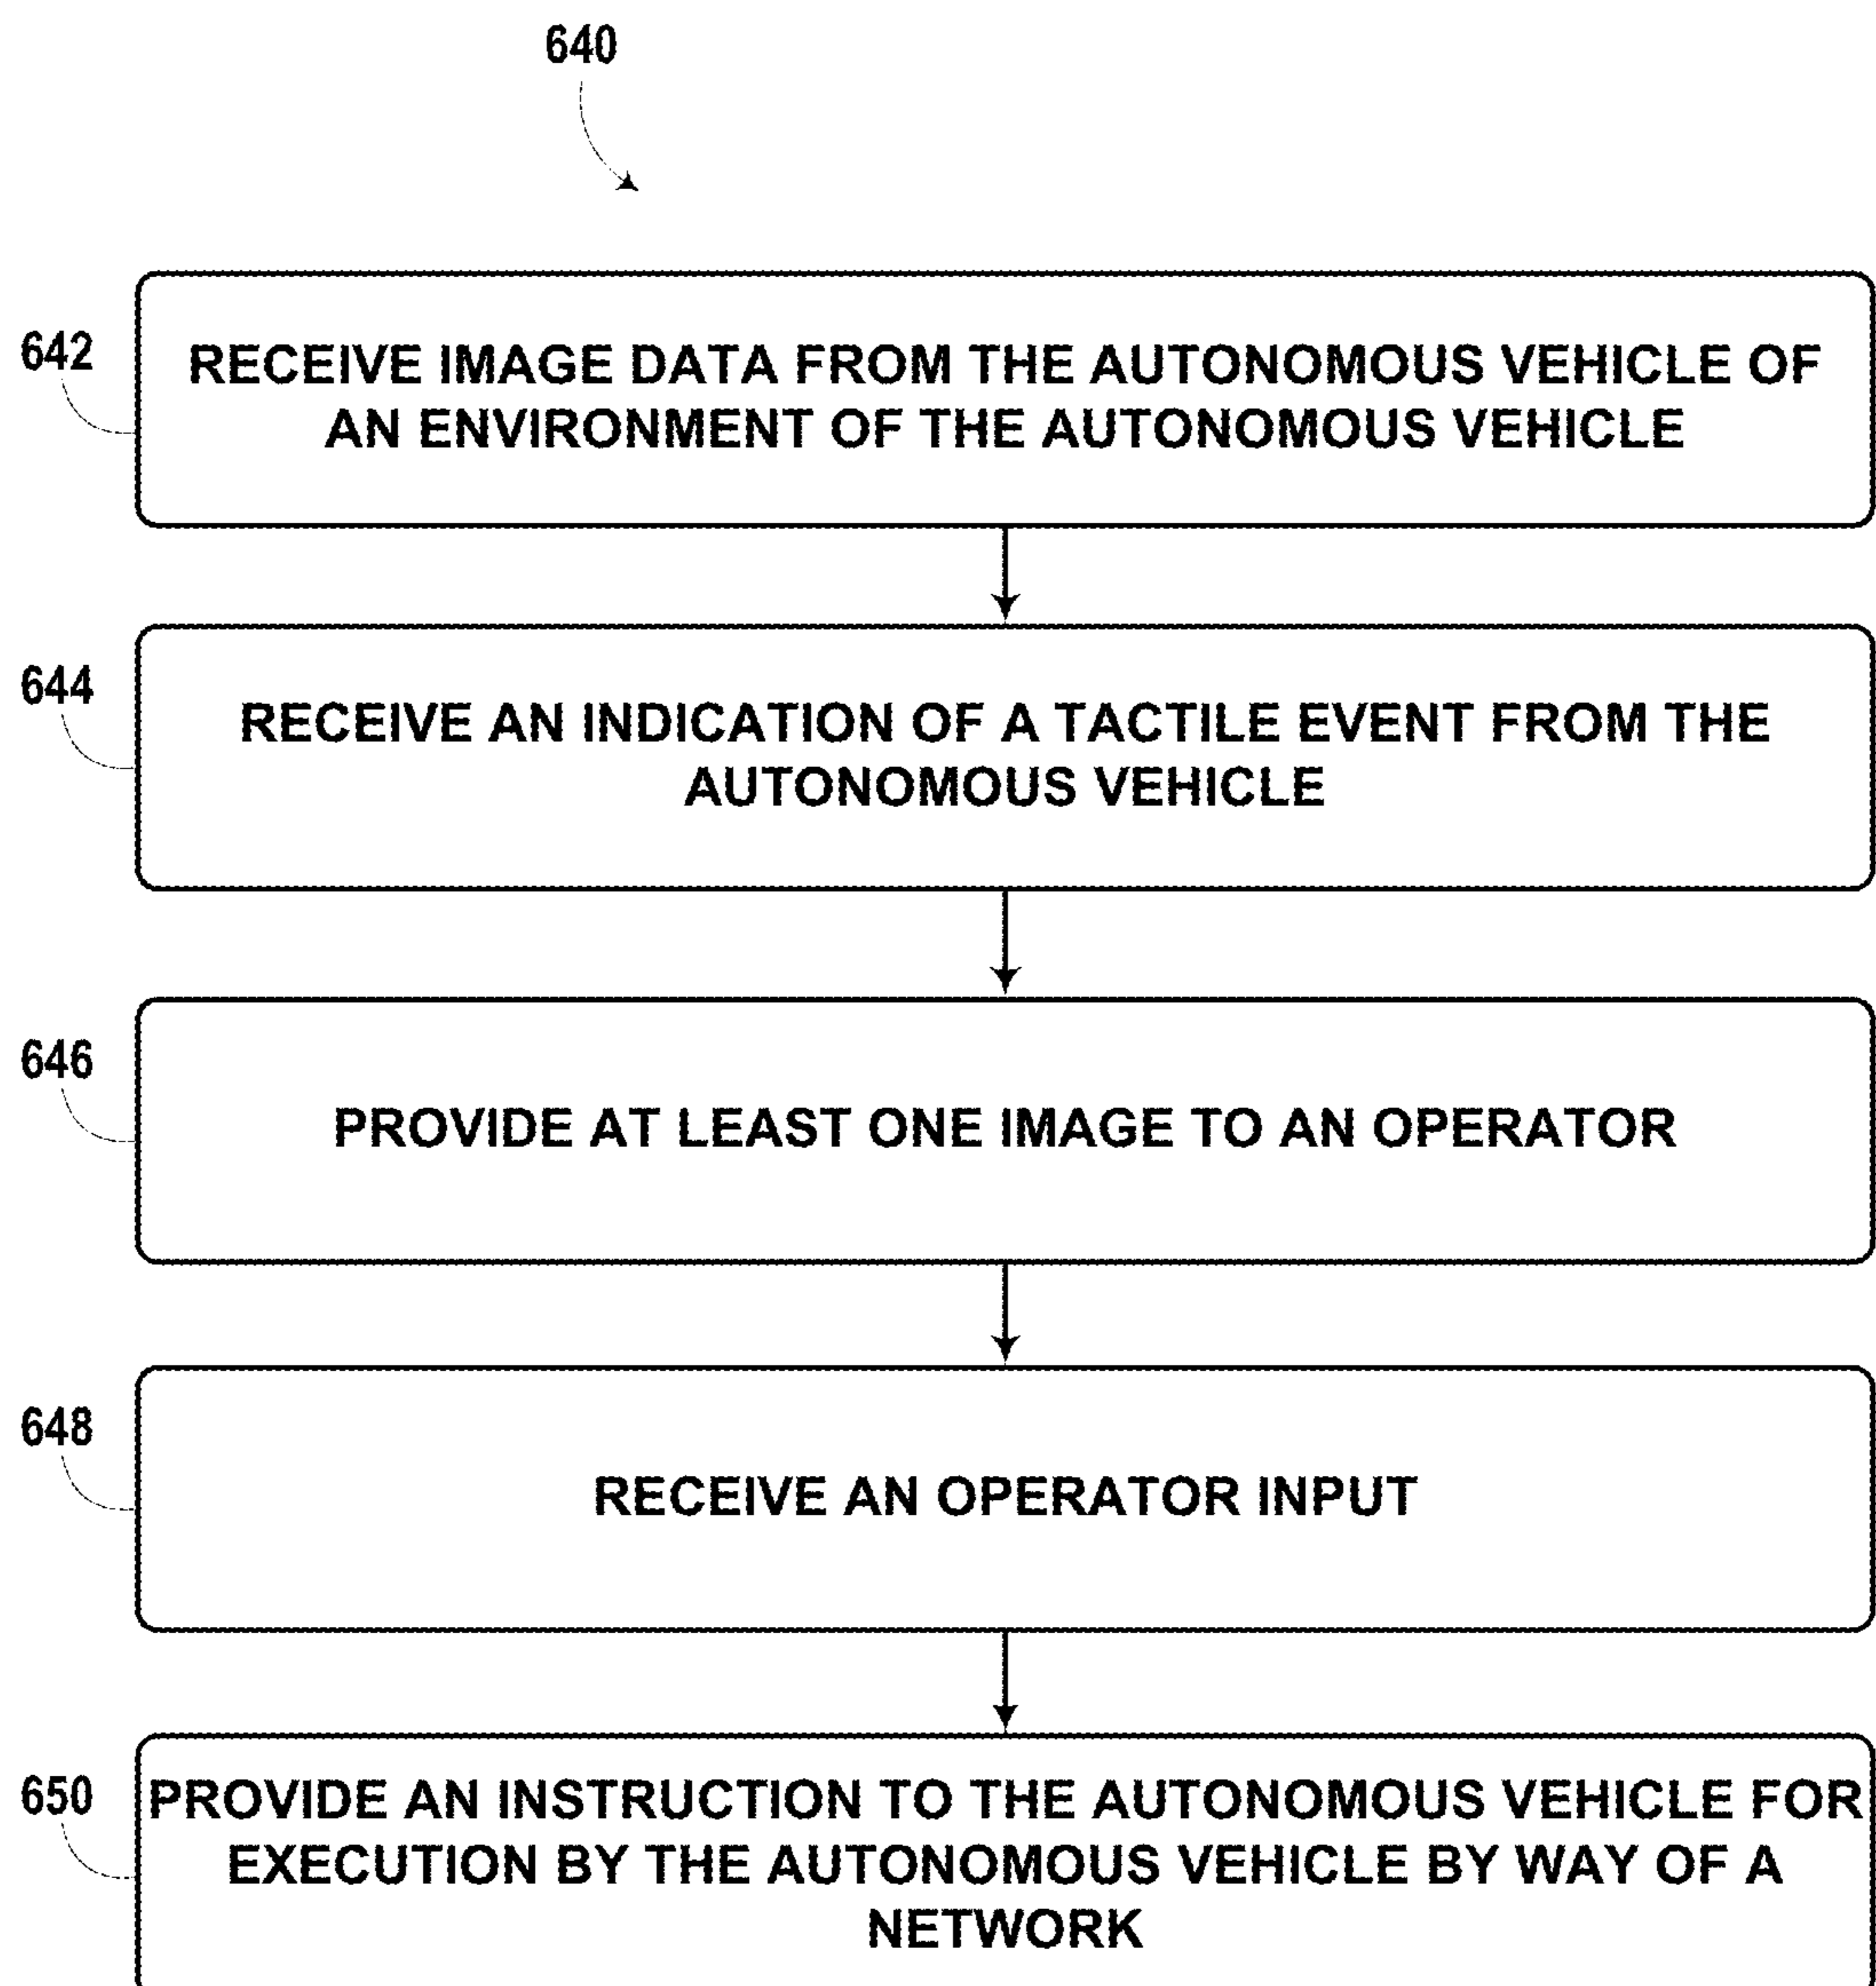 640
642
RECEIVE IMAGE DATA FROM THE AUTONOMOUS VEHICLE OF
AN ENVIRONMENT OF THE AUTONOMOUS VEHICLE
644
RECEIVE AN INDICATION OF A TACTILE EVENT FROM THE
AUTONOMOUS VEHICLE
646
PROVIDE AT LEAST ONE IMAGE TO AN OPERATOR
648
RECEIVE AN OPERATOR INPUT
650
PROVIDE AN INSTRUCTION TO THE AUTONOMOUS VEHICLE FOR
EXECUTION BY THE AUTONOMOUS VEHICLE BY WAY OF A
NETWORK